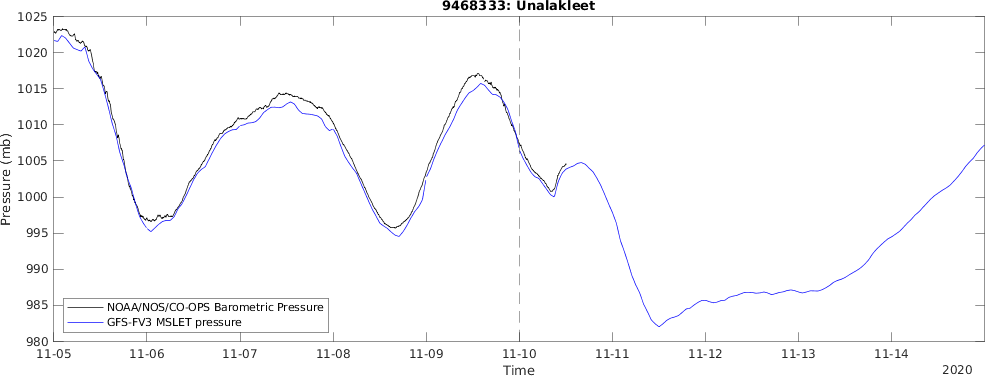 9468333: Unalakleet
1025
1020
1015
1010
1005
1000
995
990
985
980
Pressure (mb)
NOAA/NOS/CO-OPS Barometric Pressure
GFS-FV3 MSLET pressure
11-05 11-06 11-07 11-08 11-09 11-10 11-11 11-12 11-13 11-14
Time
2020